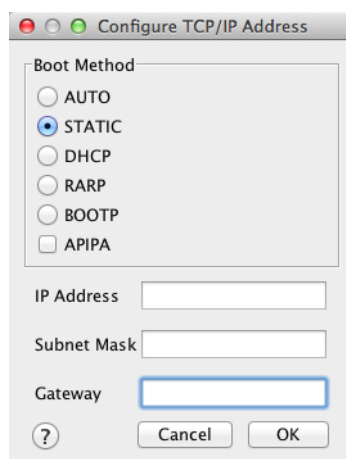 Configure TCP/IP Address
Boot Method
AUTO
STATIC
DHCP
RARP
BOOTP
APIPA
IP Address
Subnet Mask
Gateway
? Cancel OK